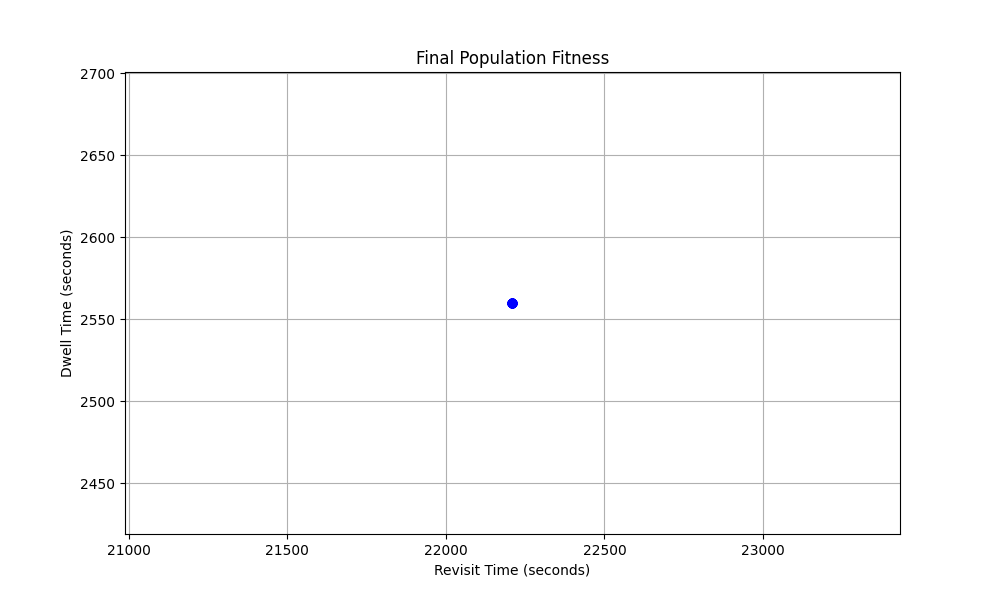 Final Population Fitness
2700
2650
2600
2550
2500
2450
Dwell Time (seconds)
21000 21500 22000 22500 23000
Revisit Time (seconds)